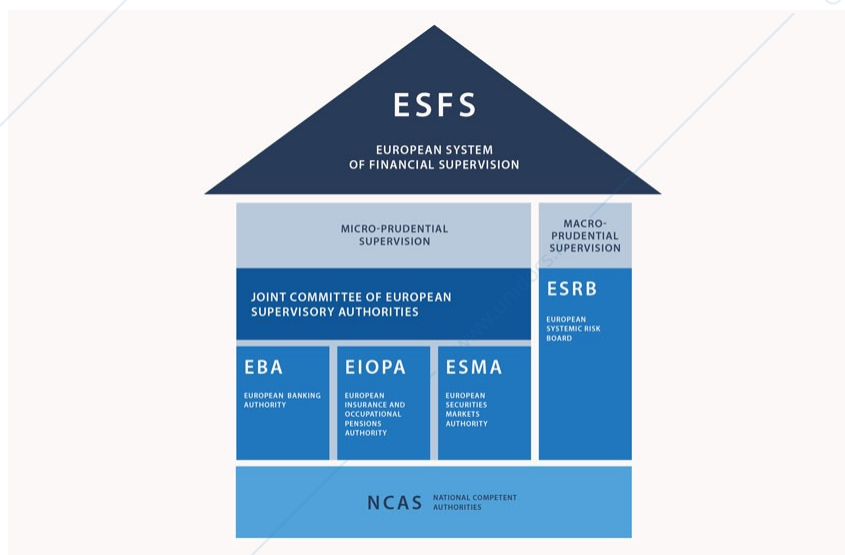 ESFS
EUROPEAN SYSTEM
OF FINANCIAL SUPERVISION
MICRO-PRUDENTIAL
SUPERVISION
MACRO-
PRUDENTIAL
SUPERVISION
JOINT COMMITTEE OF EUROPEAN
SUPERVISORY AUTHORITIES
ESRB
EUROPEAN
SYSTEMIC RISK
BOARD
EBA
EUROPEAN BANKING
AUTHORITY
EIOPA
EUROPEAN
INSURANCE AND
OCCUPATIONAL
PENSIONS
AUTHORITY
ESMA
EUROPEAN
SECURITIES
MARKETS
AUTHORITY
NCAS
NATIONAL COMPETENT
AUTHORITIES